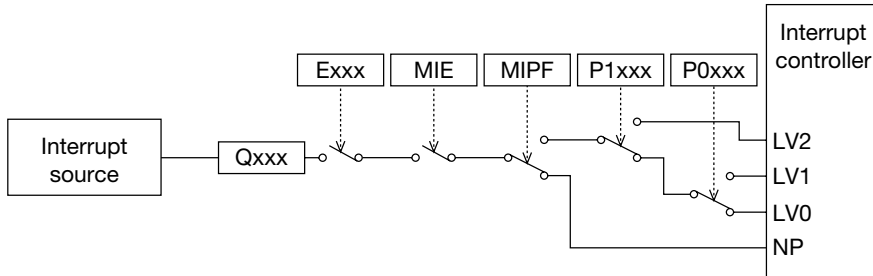 Interrupt
controller
Exxx
MIE
MIPF
P1xxx
P0xxx
Interrupt
source
Qxxx
LV2
LV1
LV0
NP